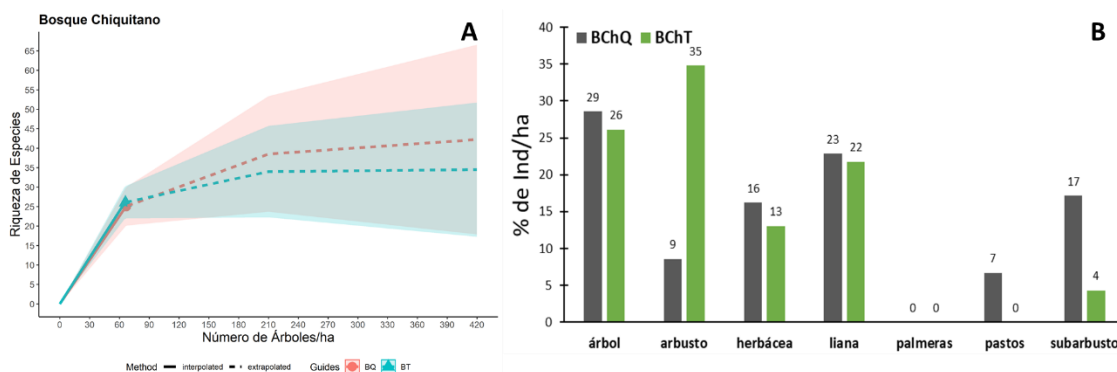 Bosque Chiquitano
A
Riqueza de Especies
65
60
55
50
45
40
35
30
25
20
15
10
5
0
0 30 60 90 120 150 180 210 240 270 300 330 360 390 420
Número de Árboles/ha
Method interpolated extrapolated Guides BQ BT
B
BChQ BChT
% de Ind/ha
40
35
30
25
20
15
10
5
0
29 26 9 35 16 13 23 22 0 0 7 0 17 4
árbol arbusto herbácea liana palmeras pastos subarbusto